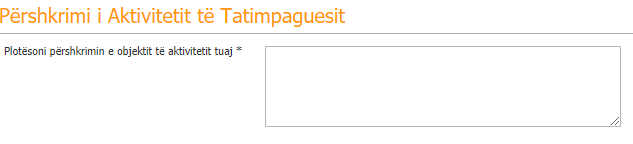 Përshkrimi i Aktivitetit të Tatimpaguesit
Plotësoni përshkrimin e objektit të aktivitetit tuaj *